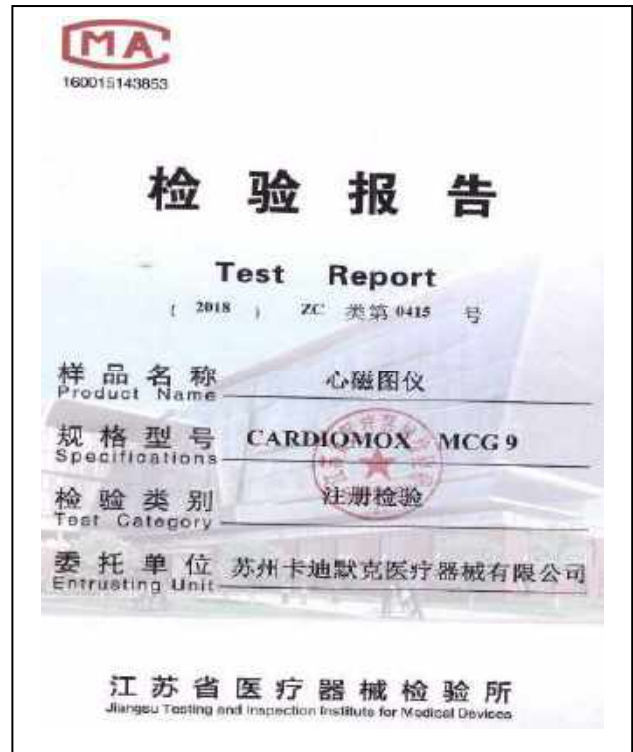 MA
160015143853
检 验 报 告
Test Report
( 2018 ) ZC 类第 0415 号
样 品 名 称 心磁图仪
Product Name
规 格 型 号 CARDIOMOX MCG 9
Specifications
检 验 类 别 注册检验
Test Category
委 托 单 位 苏州卡迪默克医疗器械有限公司
Entrusting Unit
江 苏 省 医 疗 器 械 检 验 所
Jiangsu Testing and Inspection Institute for Medical Devices